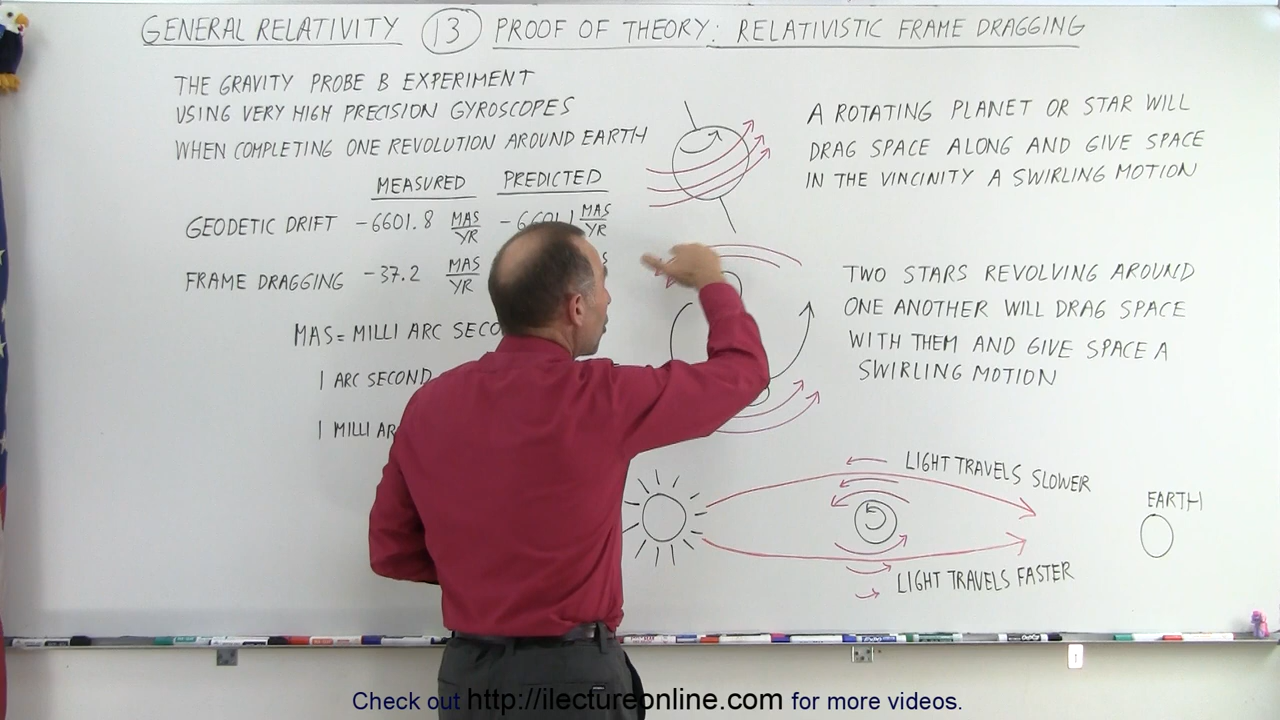 GENERAL RELATIVITY 13 PROOF OF THEORY: RELATIVISTIC FRAME DRAGGING
THE GRAVITY PROBE B EXPERIMENT
USING VERY HIGH PRECISION GYROSCOPES
WHEN COMPLETING ONE REVOLUTION AROUND EARTH
MEASURED PREDICTED
GEODETIC DRIFT -6601.8 MAS/YR - MAS/YR
FRAME DRAGGING -37.2 MAS/YR
MAS = MILLI ARC
1 ARC SECOND
1 MILLI
A ROTATING PLANET OR STAR WILL
DRAG SPACE ALONG AND GIVE SPACE
IN THE VINCINITY A SWIRLING MOTION
TWO STARS REVOLVING AROUND
ONE ANOTHER WILL DRAG SPACE
WITH THEM AND GIVE SPACE A
SWIRLING MOTION
LIGHT TRAVELS SLOWER
EARTH
LIGHT TRAVELS FASTER
Check out http://ilectureonline.com for more videos.